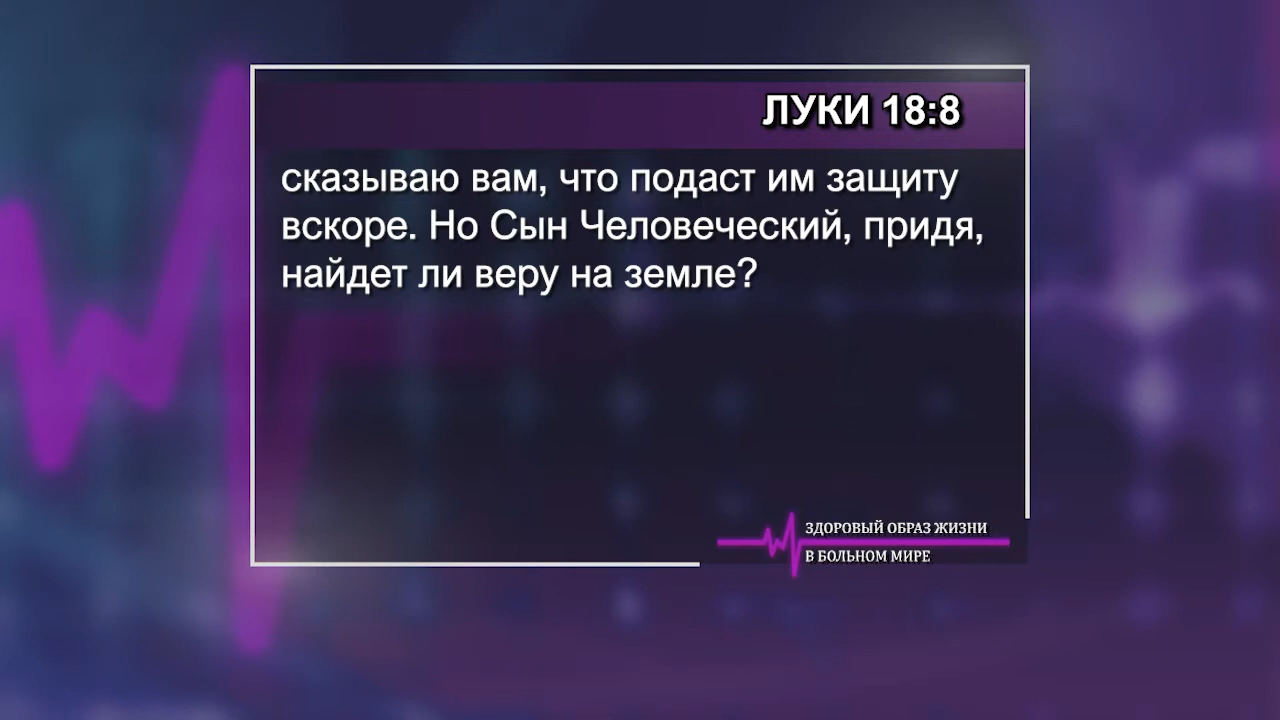 ЛУКИ 18:8
сказываю вам, что подаст им защиту
вскоре. Но Сын Человеческий, придя,
найдет ли веру на земле?
ЗДОРОВЫЙ ОБРАЗ ЖИЗНИ
В БОЛЬНОМ МИРЕ